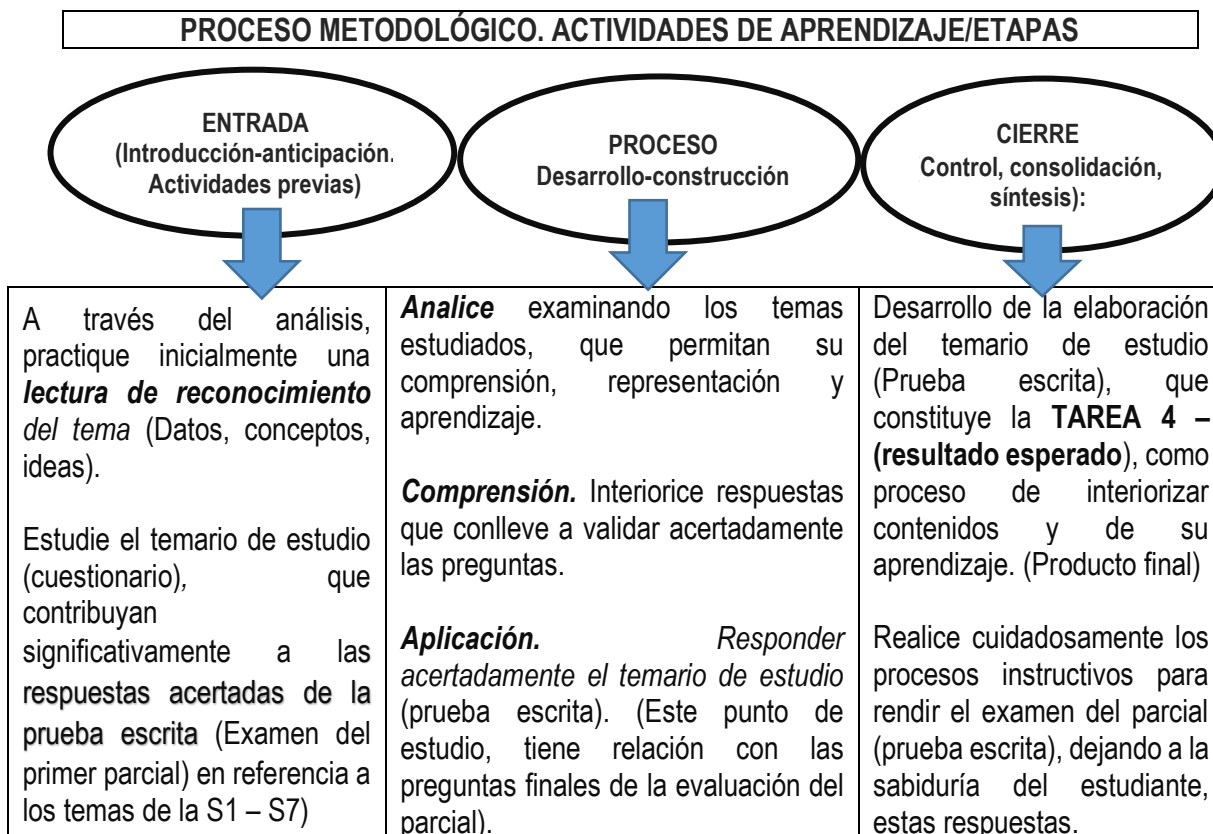 PROCESO METODOLÓGICO. ACTIVIDADES DE APRENDIZAJE/ETAPAS
ENTRADA
(Introducción-anticipación.
Actividades previas)
PROCESO
Desarrollo-construcción
CIERRE
Control, consolidación,
síntesis):
A través del análisis,
practique inicialmente una
lectura de reconocimiento
del tema (Datos, conceptos,
ideas).
Estudie el temario de estudio
(cuestionario), que
contribuyan
significativamente a las
respuestas acertadas de la
prueba escrita (Examen del
primer parcial) en referencia a
los temas de la S1 – S7)
Analice examinando los temas
estudiados, que permitan su
comprensión, representación y
aprendizaje.
Comprensión. Interiorice respuestas
que conlleve a validar acertadamente
las preguntas.
Aplicación. Responder
acertadamente el temario de estudio
(prueba escrita). (Este punto de
estudio, tiene relación con las
preguntas finales de la evaluación del
parcial).
Desarrollo de la elaboración
del temario de estudio
(Prueba escrita), que
constituye la TAREA 4 –
(resultado esperado), como
proceso de interiorizar
contenidos y de su
aprendizaje. (Producto final)
Realice cuidadosamente los
procesos instructivos para
rendir el examen del parcial
(prueba escrita), dejando a la
sabiduría del estudiante,
estas respuestas.